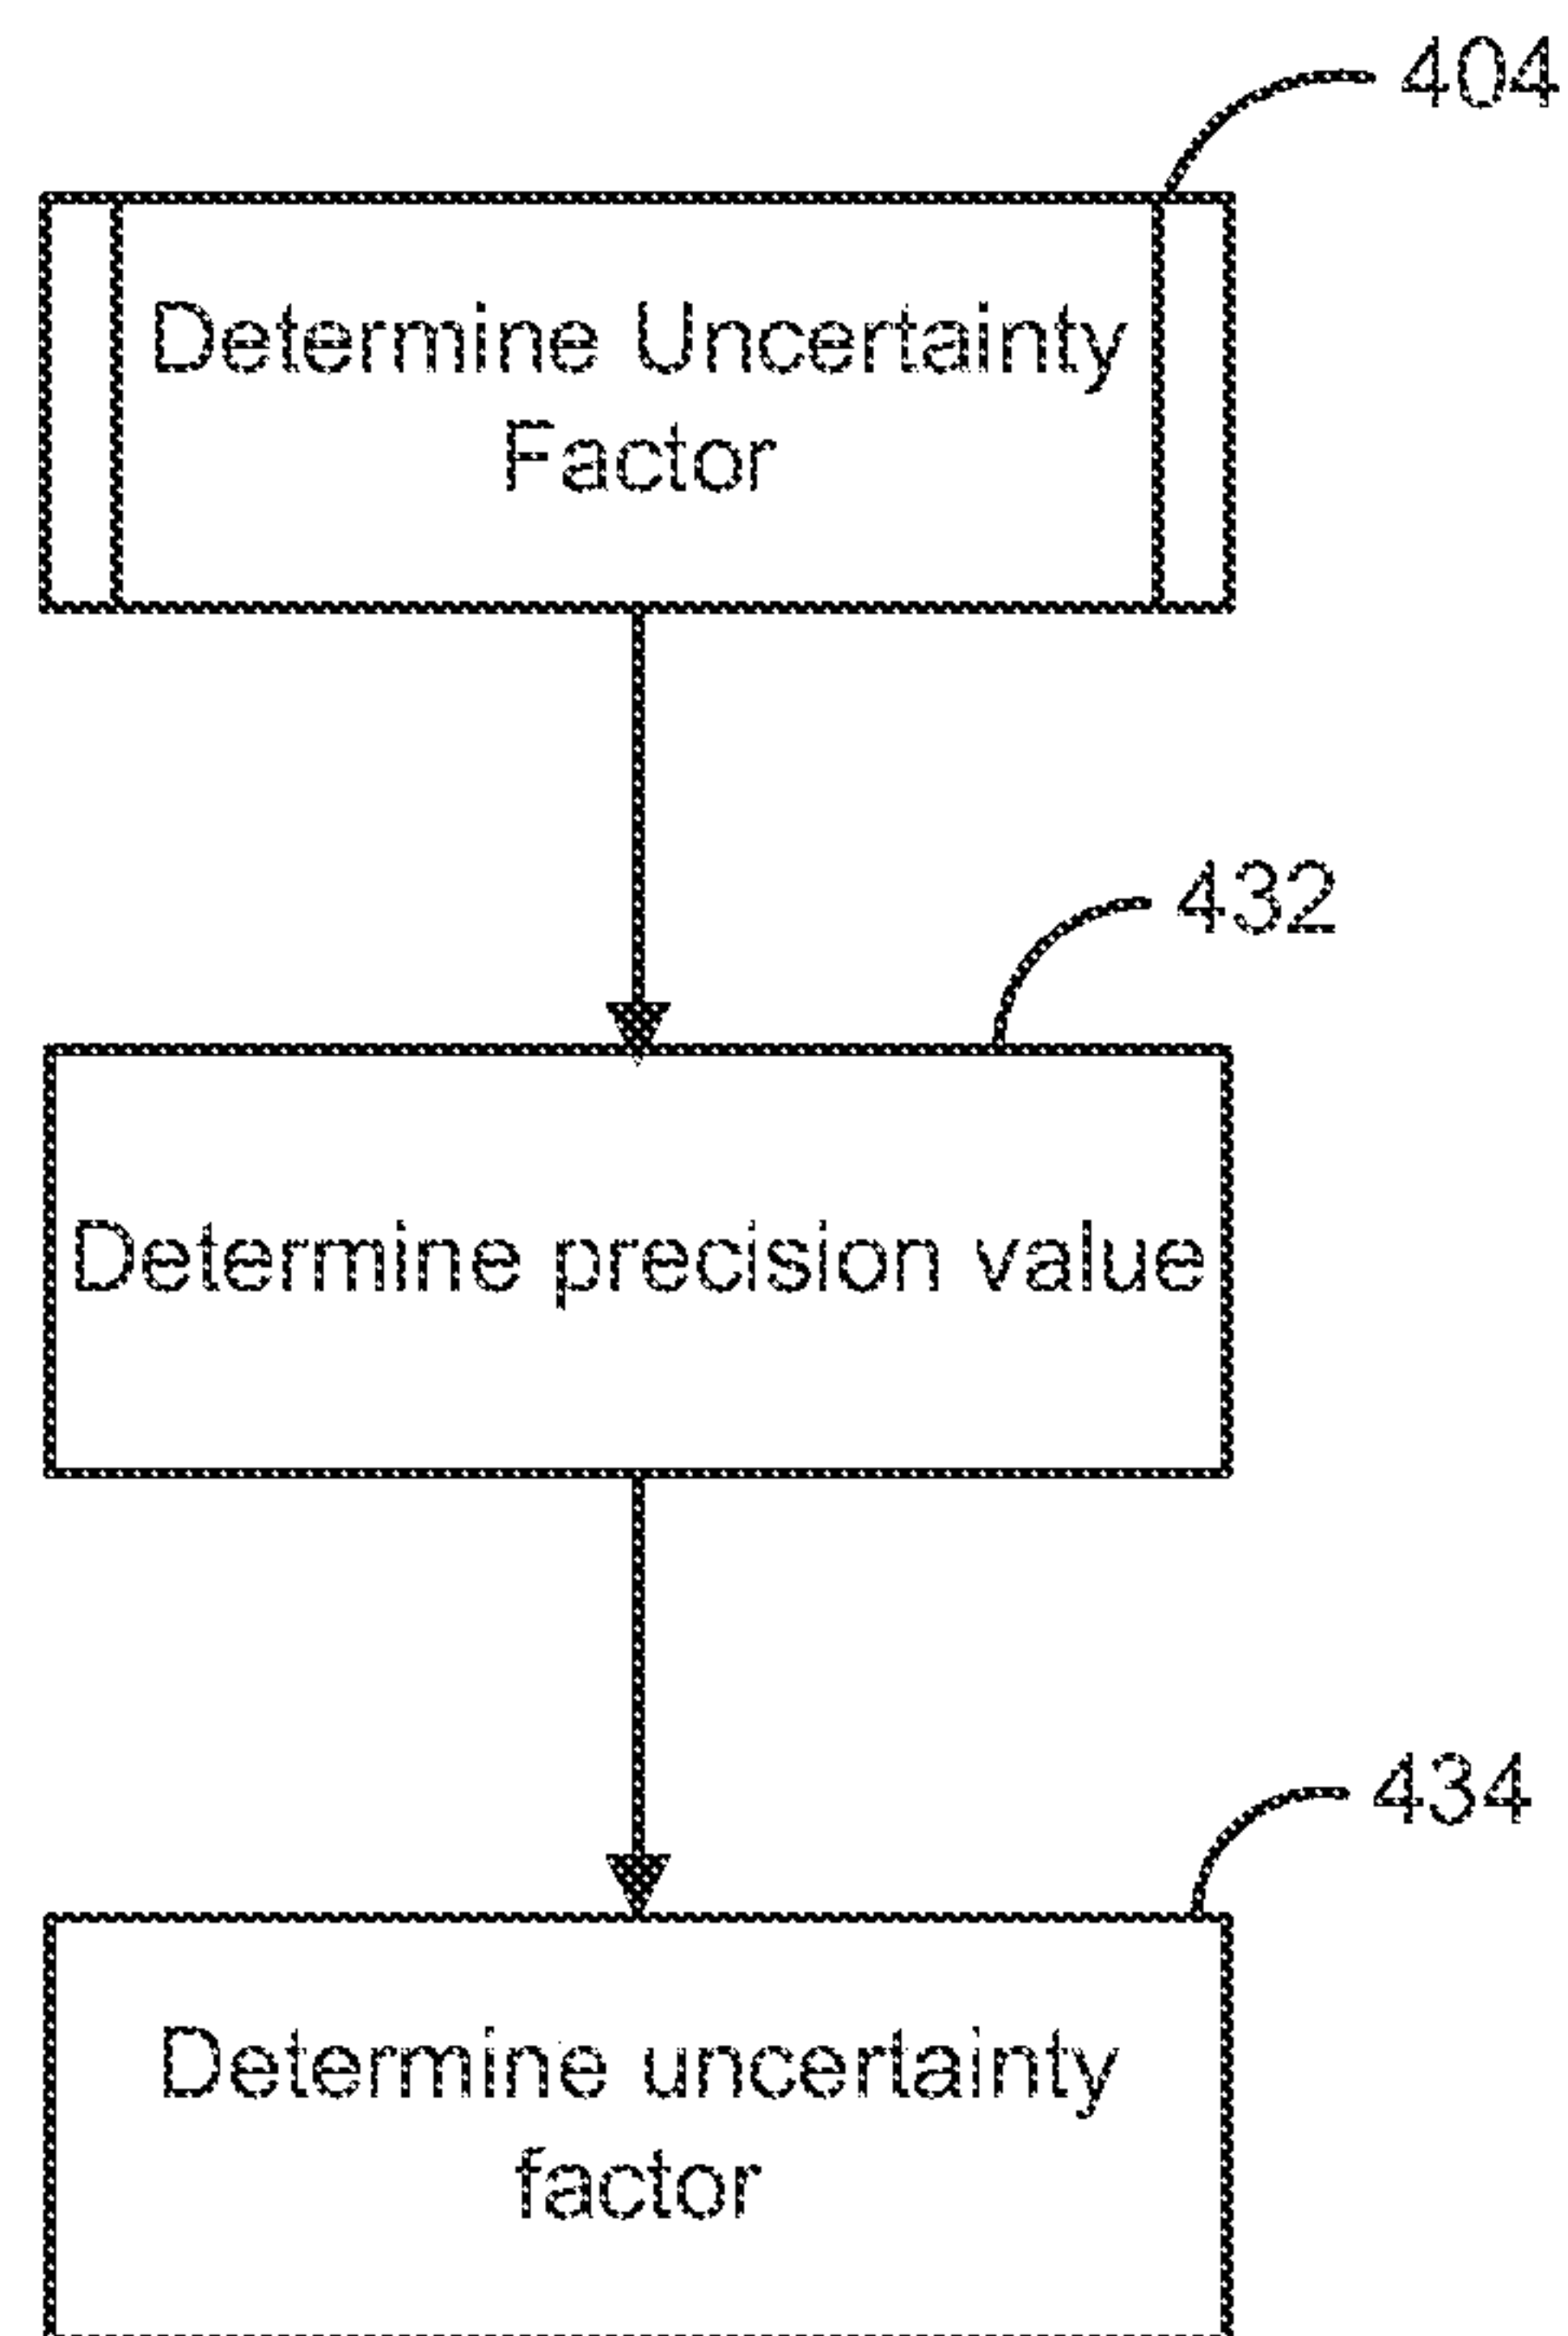 404
Determine Uncertainty
Factor
432
Determine precision value
434
Determine uncertainty
factor